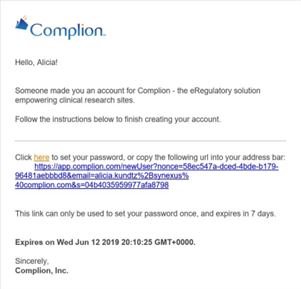 Complion.
Hello, Alicia!
Someone made you an account for Complion - the eRegulatory solution
empowering clinical research sites.
Follow the instructions below to finish creating your account.
Click here to set your password, or copy the following url into your address bar:
https://app.complion.com/newUser?nonce=58ec547a-dced-4bde-b179-
96481aebbbd8&email=alicia.kundtz%2Bsynexus%
40complion.com&s=04b4035959977afa8798
This link can only be used to set your password once, and expires in 7 days.
Expires on Wed Jun 12 2019 20:10:25 GMT+0000.
Sincerely,
Complion, Inc.